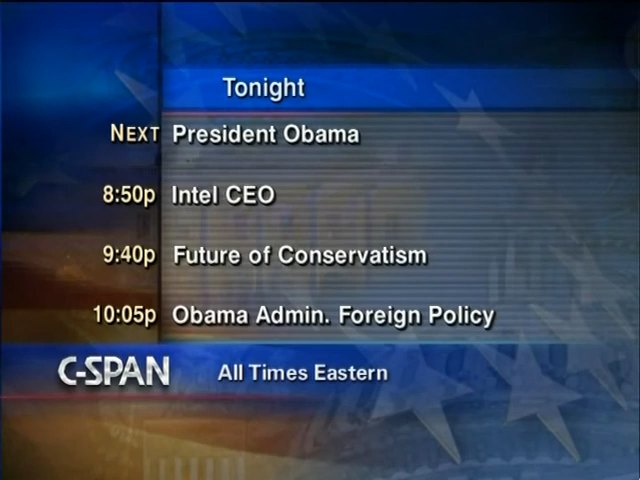 Tonight
NEXT President Obama
8:50p Intel CEO
9:40p Future of Conservatism
10:05p Obama Admin. Foreign Policy
C-SPAN All Times Eastern